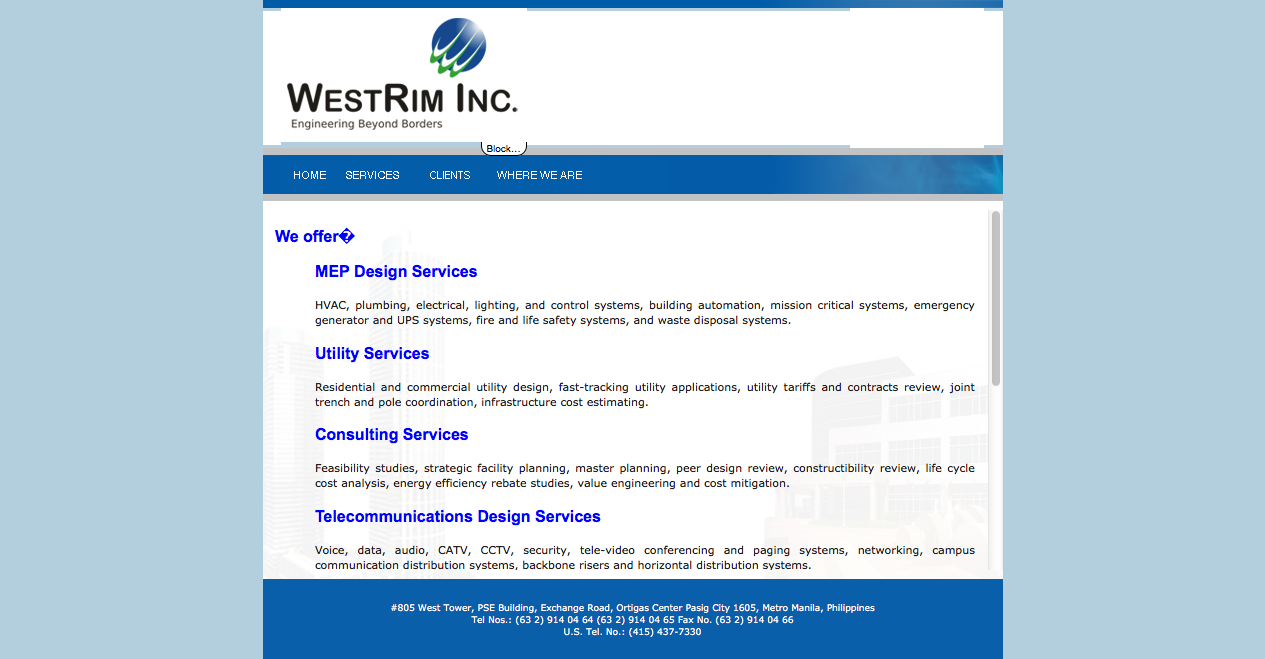 WESTRIM INC.
Engineering Beyond Borders
Block...
HOME SERVICES CLIENTS WHERE WE ARE
We offer�
MEP Design Services
HVAC, plumbing, electrical, lighting, and control systems, building automation, mission critical systems, emergency
generator and UPS systems, fire and life safety systems, and waste disposal systems.
Utility Services
Residential and commercial utility design, fast-tracking utility applications, utility tariffs and contracts review, joint
trench and pole coordination, infrastructure cost estimating.
Consulting Services
Feasibility studies, strategic facility planning, master planning, peer design review, constructibility review, life cycle
cost analysis, energy efficiency rebate studies, value engineering and cost mitigation.
Telecommunications Design Services
Voice, data, audio, CATV, CCTV, security, tele-video conferencing and paging systems, networking, campus
communication distribution systems, backbone risers and horizontal distribution systems.
#805 West Tower, PSE Building, Exchange Road, Ortigas Center Pasig City 1605, Metro Manila, Philippines
Tel Nos.: (63 2) 914 04 64 (63 2) 914 04 65 Fax No. (63 2) 914 04 66
U.S. Tel. No.: (415) 437-7330